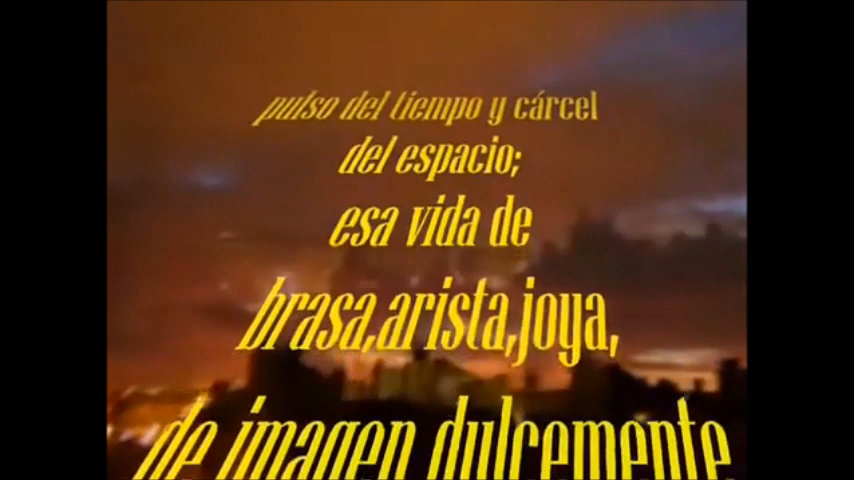 pulso del tiempo y cárcel
del espacio;
esa vida de
brasa,arista,joya,
de imagen dulcemente